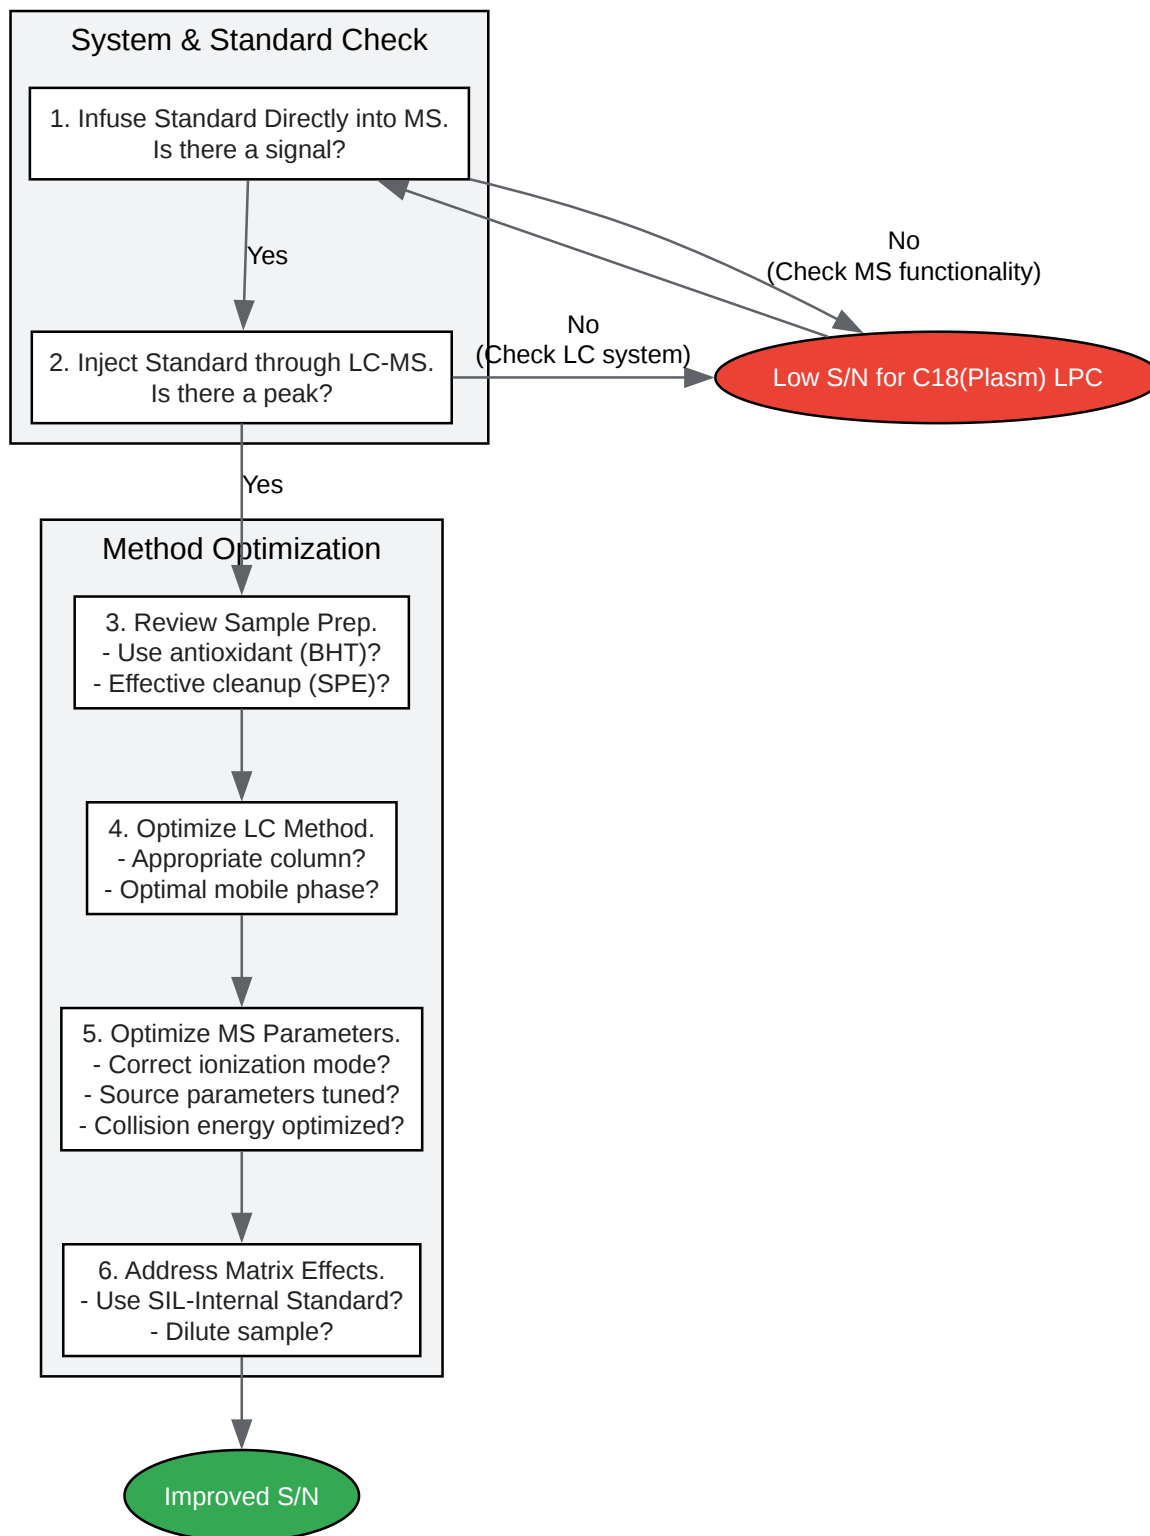 System & Standard Check
1. Infuse Standard Directly into MS.
Is there a signal?
No
(Check MS functionality)
Yes
No
(Check LC system)
2. Inject Standard through LC-MS.
Is there a peak?
Low S/N for C18(Plasm) LPC
Yes
Method Optimization
3. Review Sample Prep.
- Use antioxidant (BHT)?
- Effective cleanup (SPE)?
4. Optimize LC Method.
- Appropriate column?
- Optimal mobile phase?
5. Optimize MS Parameters.
- Correct ionization mode?
- Source parameters tuned?
- Collision energy optimized?
6. Address Matrix Effects.
- Use SIL-Internal Standard?
- Dilute sample?
Improved S/N